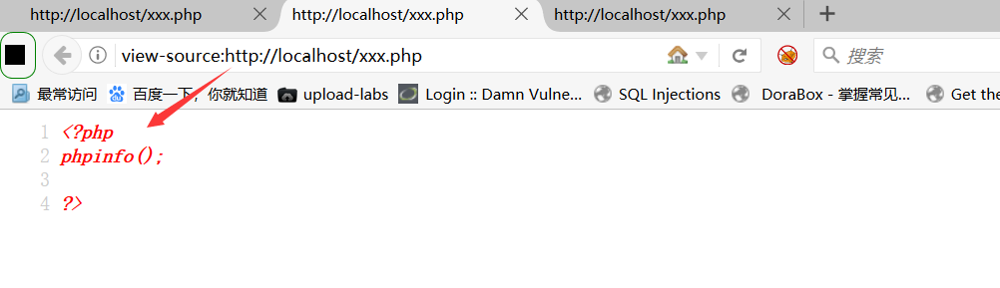 http://localhost/xxx.php http://localhost/xxx.php http://localhost/xxx.php
view-source:http://localhost/xxx.php 搜索
最常访问 百度一下，你就知道 upload-labs Login :: Damn Vulne... SQL Injections DoraBox - 掌握常见... Get the
1 <?php
2 phpinfo();
3
4 ?>